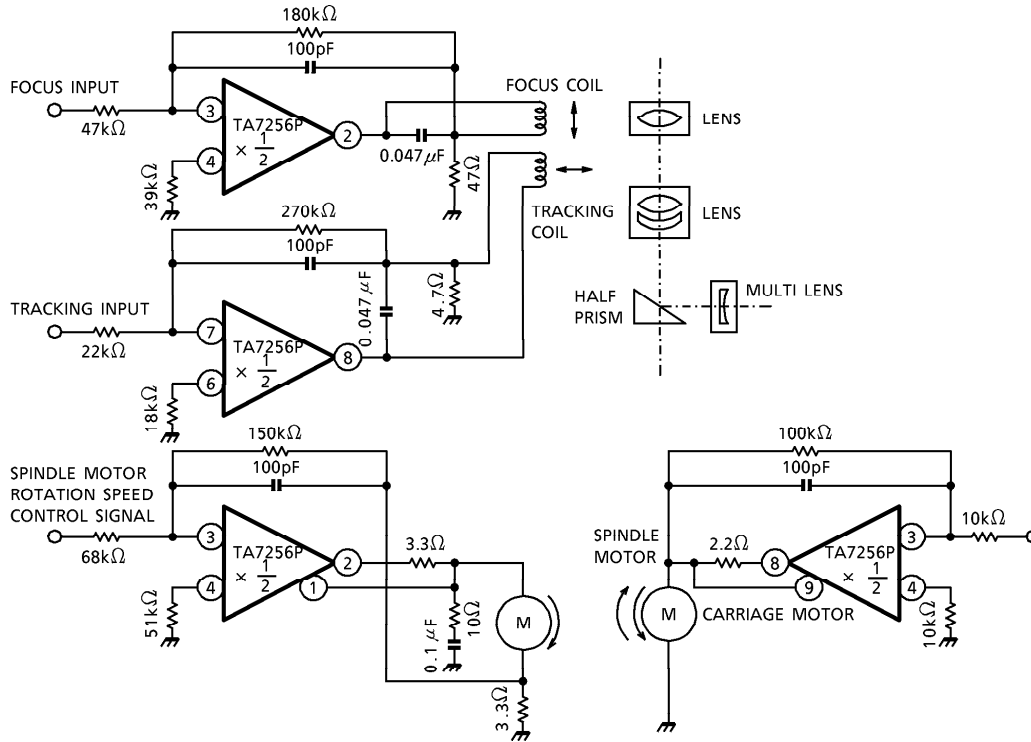 180kΩ
100pF
FOCUS INPUT
47kΩ
3
TA7256P
× 1/2
2
4
39kΩ
0.047μF
47Ω
FOCUS COIL
LENS
TRACKING
COIL
LENS
270kΩ
100pF
0.047μF
4.7Ω
TRACKING INPUT
22kΩ
7
TA7256P
× 1/2
8
6
18kΩ
HALF
PRISM
MULTI LENS
150kΩ
100pF
SPINDLE MOTOR
ROTATION SPEED
CONTROL SIGNAL
68kΩ
3
TA7256P
× 1/2
2
1
4
51kΩ
3.3Ω
10Ω
0.1μF
M
3.3Ω
100kΩ
100pF
SPINDLE
MOTOR
2.2Ω
8
TA7256P
× 1/2
3
10kΩ
9
4
10kΩ
M
CARRIAGE MOTOR